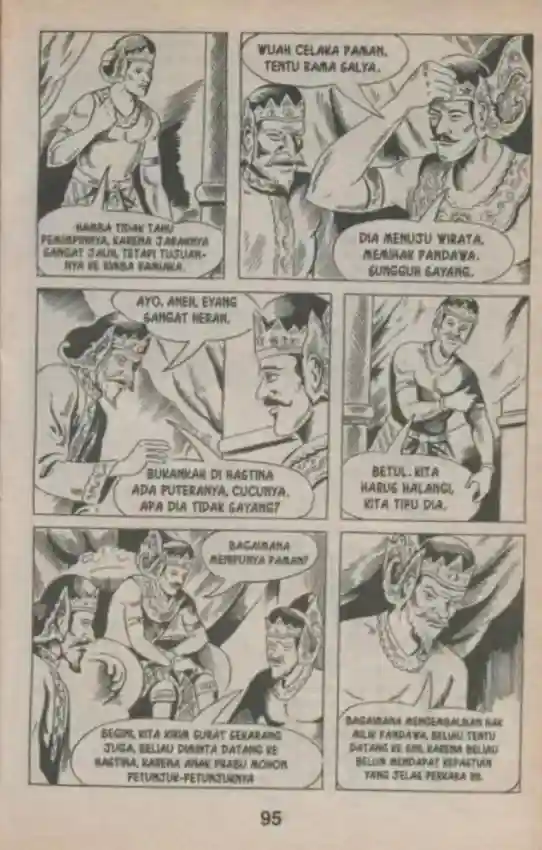 HAMBA TIDAK TAHU
PEMIMPINNYA, KARENA JARAKNYA
SANGAT JAUH, TETAPI TUJUAN-
NYA KE RIMBA KAMIAKA.
WUAH CELAKA PAMAN,
TENTU RAMA SALYA.
DIA MENUJU WIRATA,
MEMIHAK PANDAWA.
SUNGGUH SAYANG.
AYO, ANEH, EYANG
SANGAT HERAN.
BUKANKAH DI HASTINA
ADA PUTERANYA, CUCUNYA.
APA DIA TIDAK SAYANG?
BETUL. KITA
HARUS HALANGI,
KITA TIPU DIA.
BAGAIMANA
MEMPUNYA PAMAN?
BEGINI, KITA KIRIM SURAT SEKARANG
JUGA, BELIAU DIMINTA DATANG KE
HASTINA, KARENA ANAK PRABU MOHON
PETUNJUK-PETUNJUKNYA
BAGAIMANA MENGEMBALIKAN HAK
MILIK PANDAWA, BELIAU TENTU
DATANG KE SINI, KARENA BELIAU
BELUM MENDAPAT KEPASTIAN
YANG JELAS PERKARA INI.
95